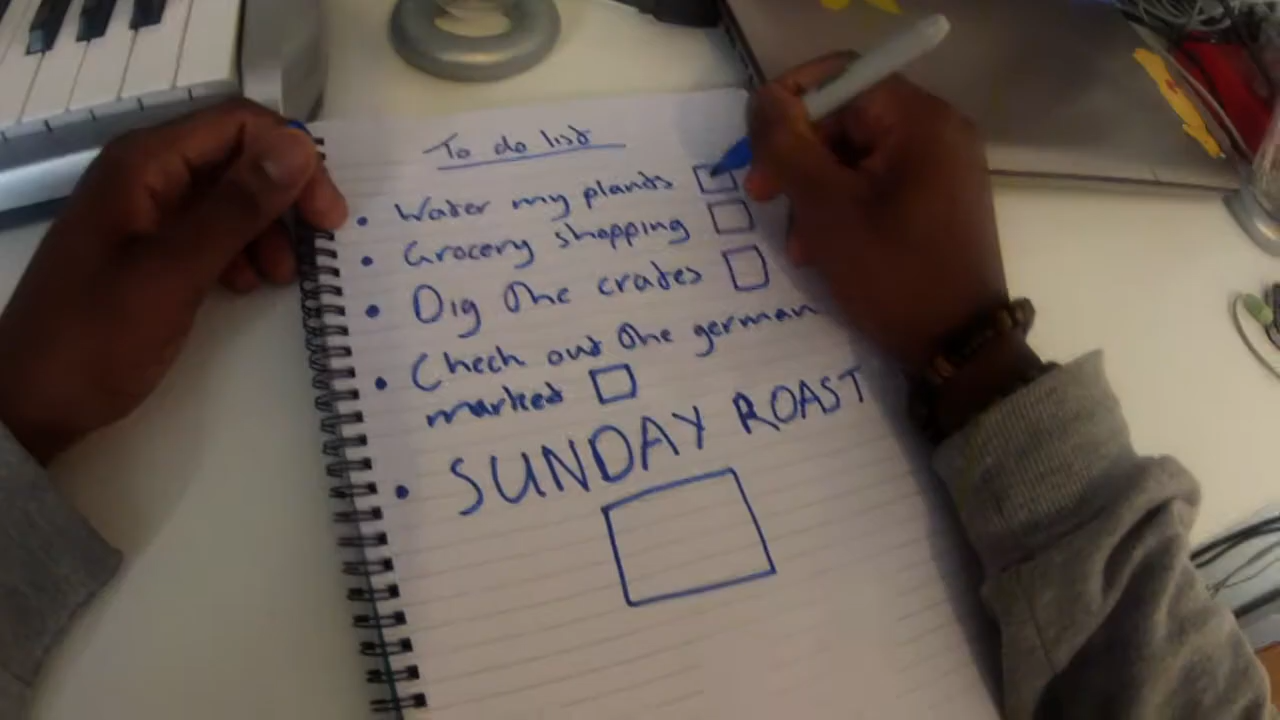 To do list
• Water my plants
• Grocery shopping
• Dig the crates
• Check out the german
market
• SUNDAY ROAST